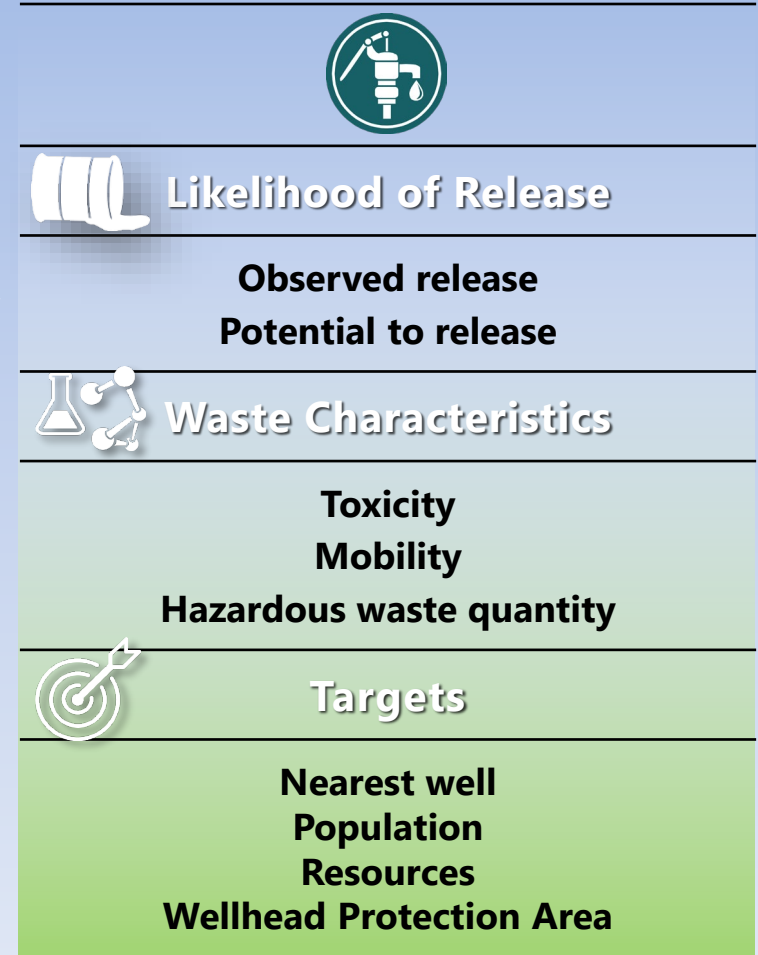 Likelihood of Release
Observed release
Potential to release
Waste Characteristics
Toxicity
Mobility
Hazardous waste quantity
Targets
Nearest well
Population
Resources
Wellhead Protection Area